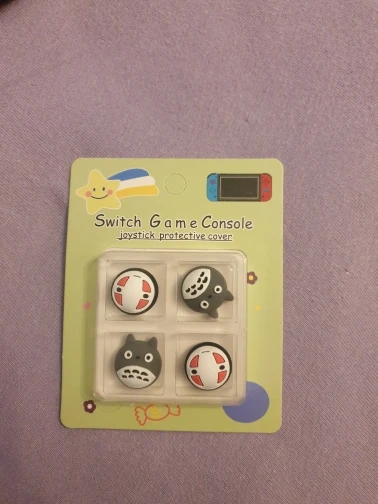 Switch Game Console
joystick protective cover